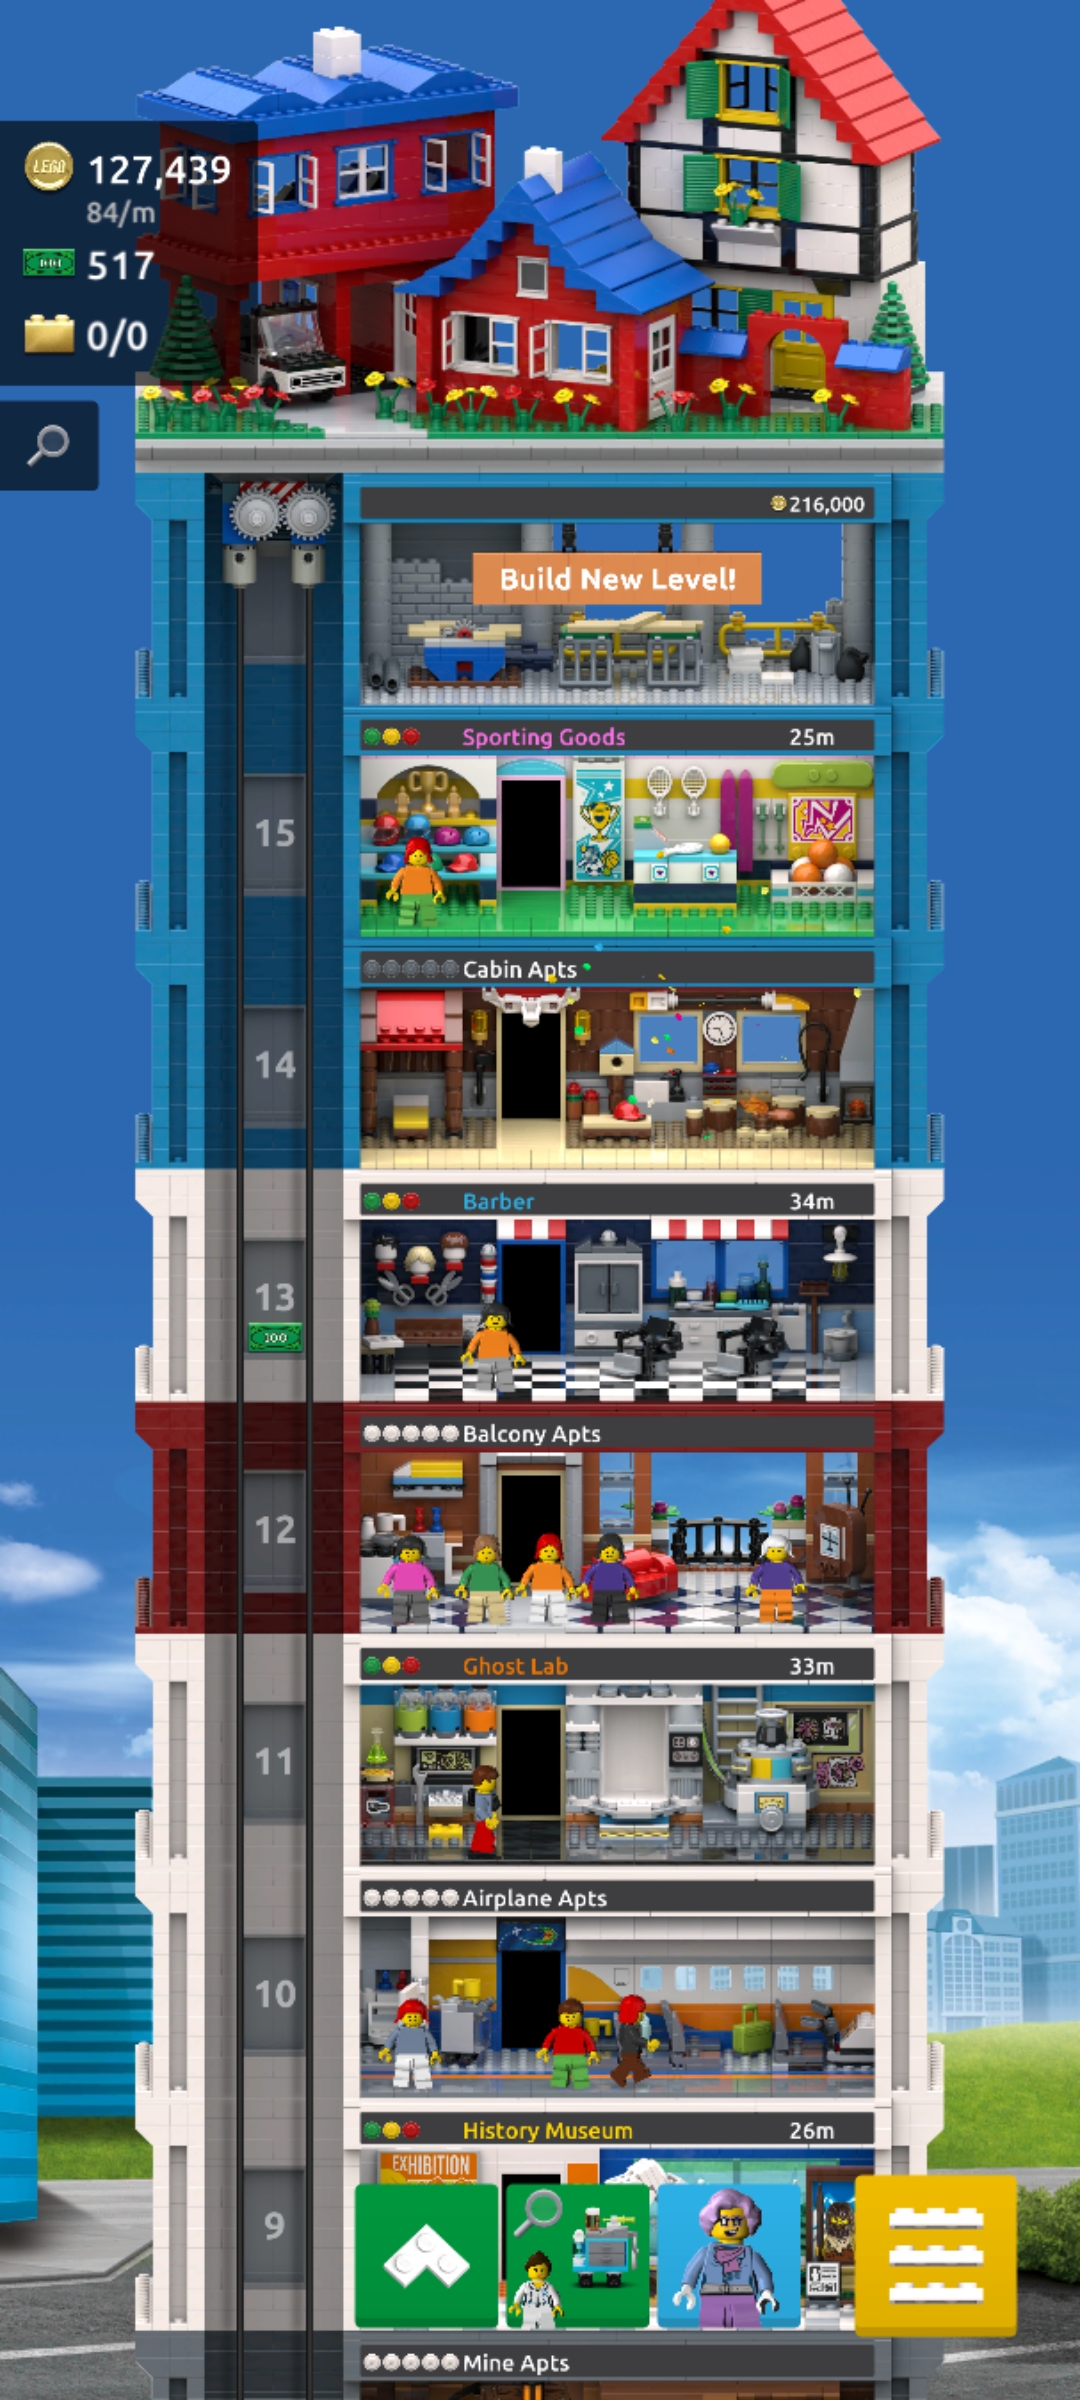 LEGO 127,439
84/m
517
0/0
216,000
Build New Level!
Sporting Goods 25m
15
Cabin Apts
14
Barber 34m
13
100
Balcony Apts
12
Ghost Lab 33m
11
Airplane Apts
10
History Museum 26m
EXHIBITION
9
Mine Apts